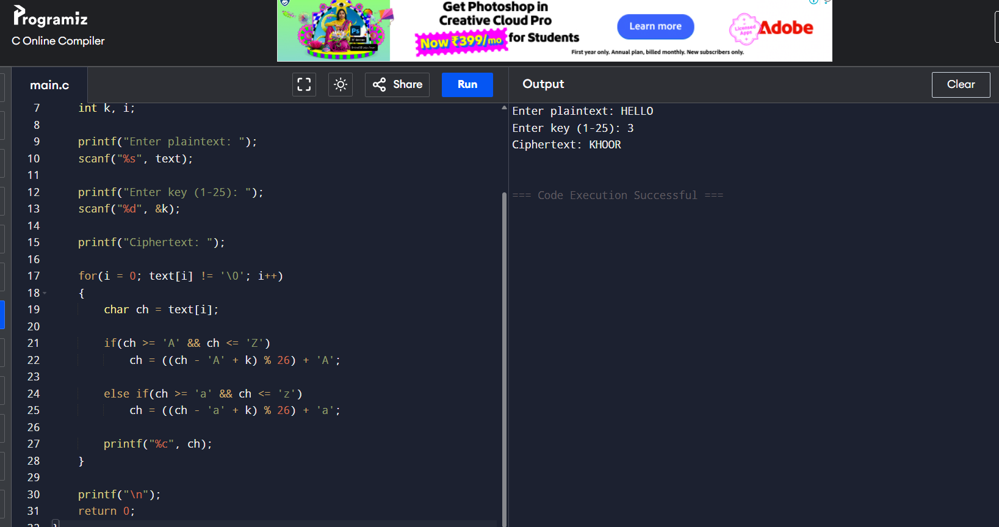 Programiz
C Online Compiler
Get Photoshop in
Creative Cloud Pro
Now ₹399/mo for Students
Ps
Learn more
Licensed
Apps
Adobe
First year only. Annual plan, billed monthly. New subscribers only.
main.c
Share
Run
Output
Clear
7 int k, i;
8
9 printf("Enter plaintext: ");
10 scanf("%s", text);
11
12 printf("Enter key (1-25): ");
13 scanf("%d", &k);
14
15 printf("Ciphertext: ");
16
17 for(i = 0; text[i] != '\0'; i++)
18 {
19 char ch = text[i];
20
21 if(ch >= 'A' && ch <= 'Z')
22 ch = ((ch - 'A' + k) % 26) + 'A';
23
24 else if(ch >= 'a' && ch <= 'z')
25 ch = ((ch - 'a' + k) % 26) + 'a';
26
27 printf("%c", ch);
28 }
29
30 printf("\n");
31 return 0;
32 }
Enter plaintext: HELLO
Enter key (1-25): 3
Ciphertext: KHOOR
=== Code Execution Successful ===